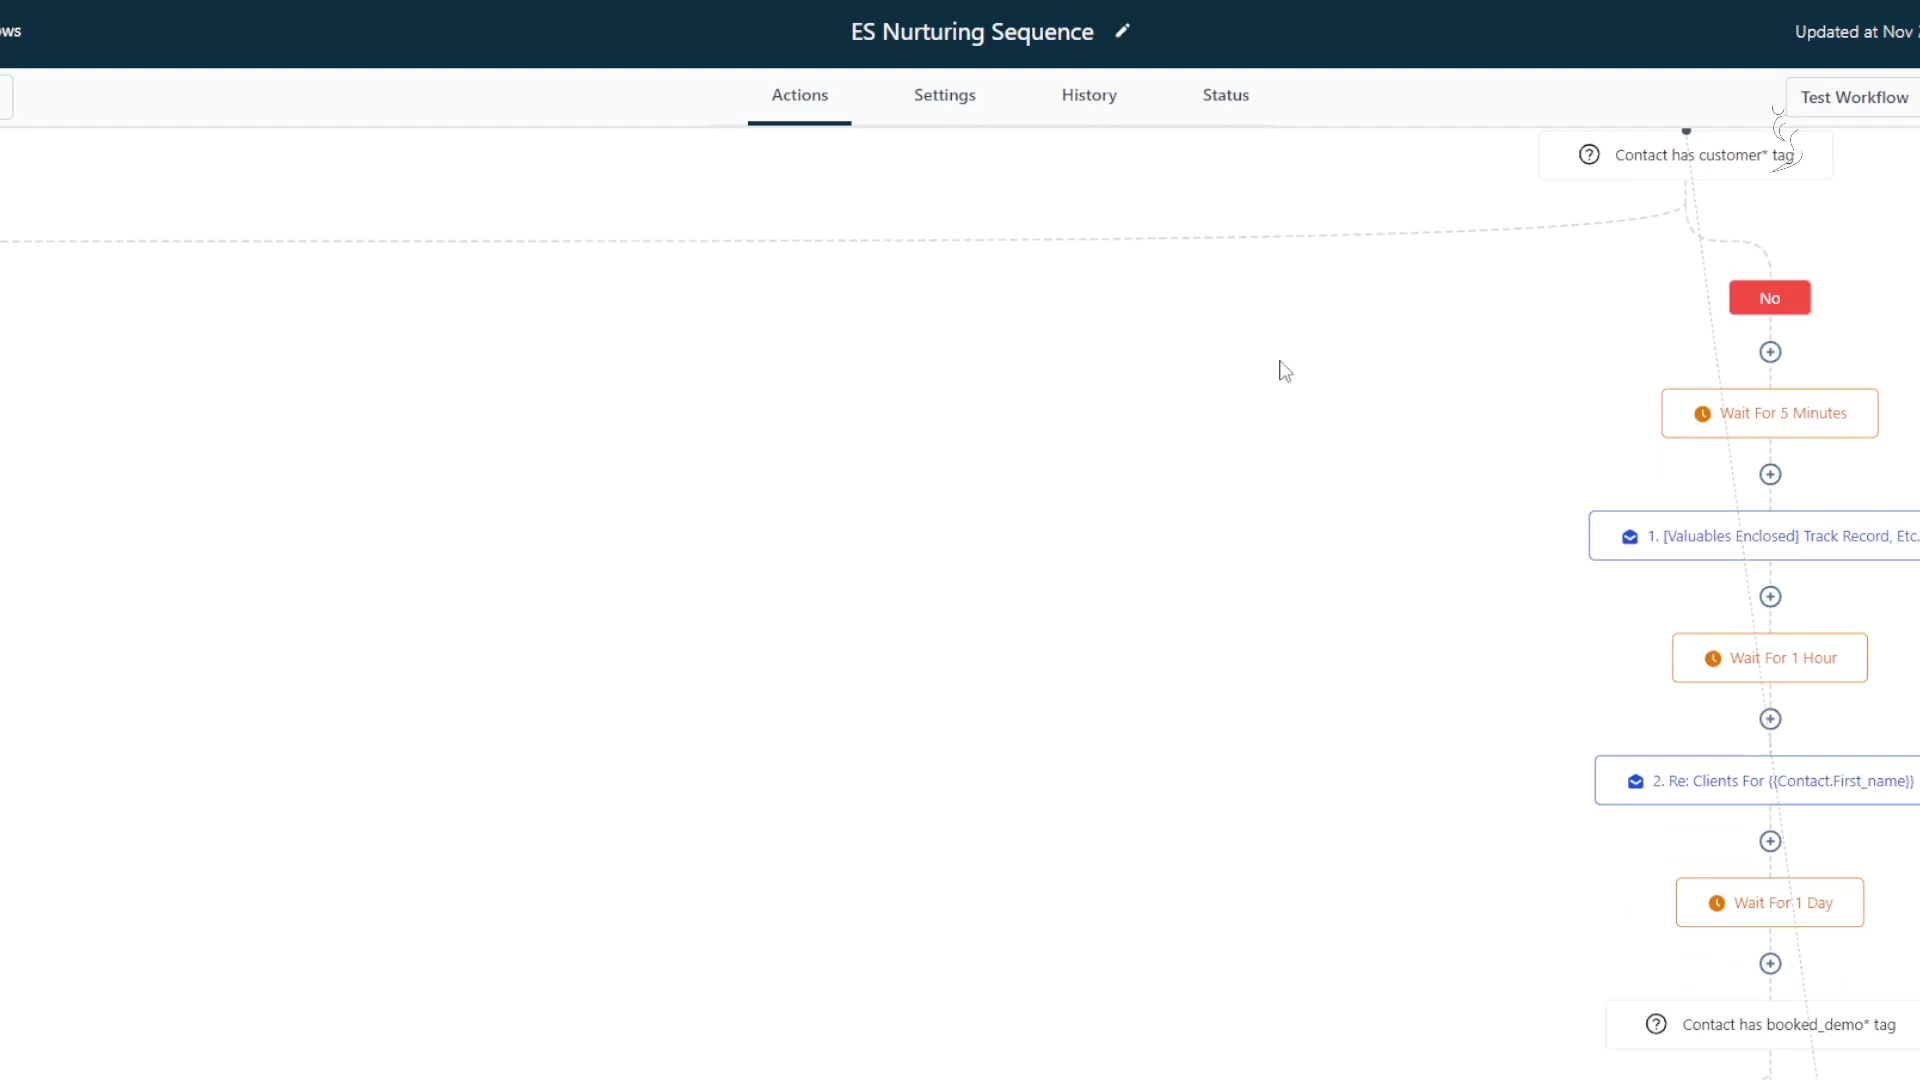 ows
ES Nurturing Sequence
Updated at Nov
Actions
Settings
History
Status
Test Workflow
Contact has customer* tag
No
Wait For 5 Minutes
1. [Valuables Enclosed] Track Record, Etc.
Wait For 1 Hour
2. Re: Clients For {{Contact.First_name}}
Wait For 1 Day
Contact has booked_demo* tag